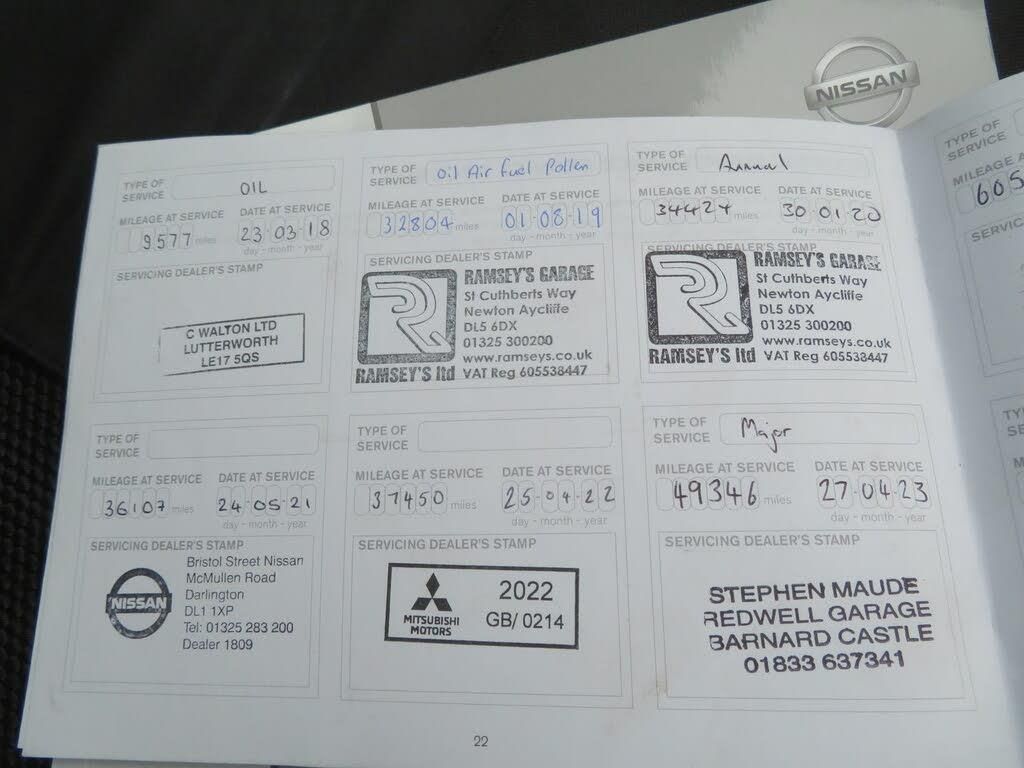 NISSAN
TYPE OF SERVICE OIL
MILEAGE AT SERVICE DATE AT SERVICE
9577 miles 23-03-18
SERVICING DEALER'S STAMP
C WALTON LTD
LUTTERWORTH
LE17 5QS
TYPE OF SERVICE Oil Air Fuel Pollen
MILEAGE AT SERVICE DATE AT SERVICE
32804 miles 01-08-19
day - month - year
SERVICING DEALER'S STAMP
RAMSEY'S GARAGE
St Cuthberts Way
Newton Aycliffe
DL5 6DX
01325 300200
www.ramseys.co.uk
RAMSEY'S ltd VAT Reg 605538447
TYPE OF SERVICE Annual
MILEAGE AT SERVICE DATE AT SERVICE
34424 miles 30-01-20
day - month - year
SERVICING DEALER'S STAMP
RAMSEY'S GARAGE
St Cuthberts Way
Newton Aycliffe
DL5 6DX
01325 300200
www.ramseys.co.uk
RAMSEY'S ltd VAT Reg 605538447
TYPE OF SERVICE
MILEAGE AT SERVICE DATE AT SERVICE
36107 miles 24-05-21
day - month - year
SERVICING DEALER'S STAMP
NISSAN
Bristol Street Nissan
McMullen Road
Darlington
DL1 1XP
Tel: 01325 283 200
Dealer 1809
TYPE OF SERVICE
MILEAGE AT SERVICE DATE AT SERVICE
37450 miles 25-04-22
day - month - year
SERVICING DEALER'S STAMP
MITSUBISHI MOTORS
2022
GB/0214
TYPE OF SERVICE Major
MILEAGE AT SERVICE DATE AT SERVICE
49346 miles 27-04-23
day - month - year
SERVICING DEALER'S STAMP
STEPHEN MAUDE
REDWELL GARAGE
BARNARD CASTLE
01833 637341
TYPE OF SERVICE
MILEAGE
605
22